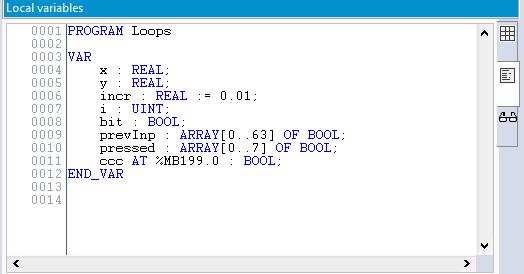 Local variables
0001 PROGRAM Loops
0002
0003 VAR
0004 x : REAL;
0005 y : REAL;
0006 incr : REAL := 0.01;
0007 i : UINT;
0008 bit : BOOL;
0009 prevInp : ARRAY[0..63] OF BOOL;
0010 pressed : ARRAY[0..7] OF BOOL;
0011 ccc AT %MB199.0 : BOOL;
0012 END_VAR
0013
0014